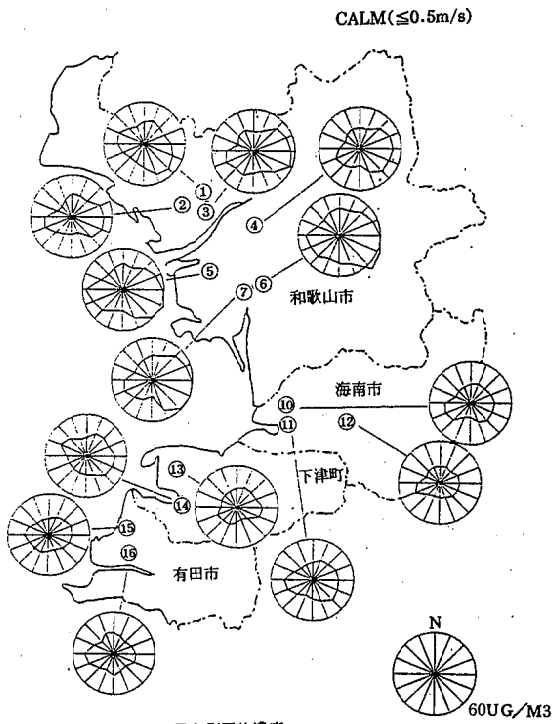 CALM(≦0.5m/s)
①
②
③
④
⑤
⑦ ⑥
和歌山市
海南市
⑩
⑪
⑫
⑬
下津町
⑭
⑮
⑯
有田市
N
60UG/M3